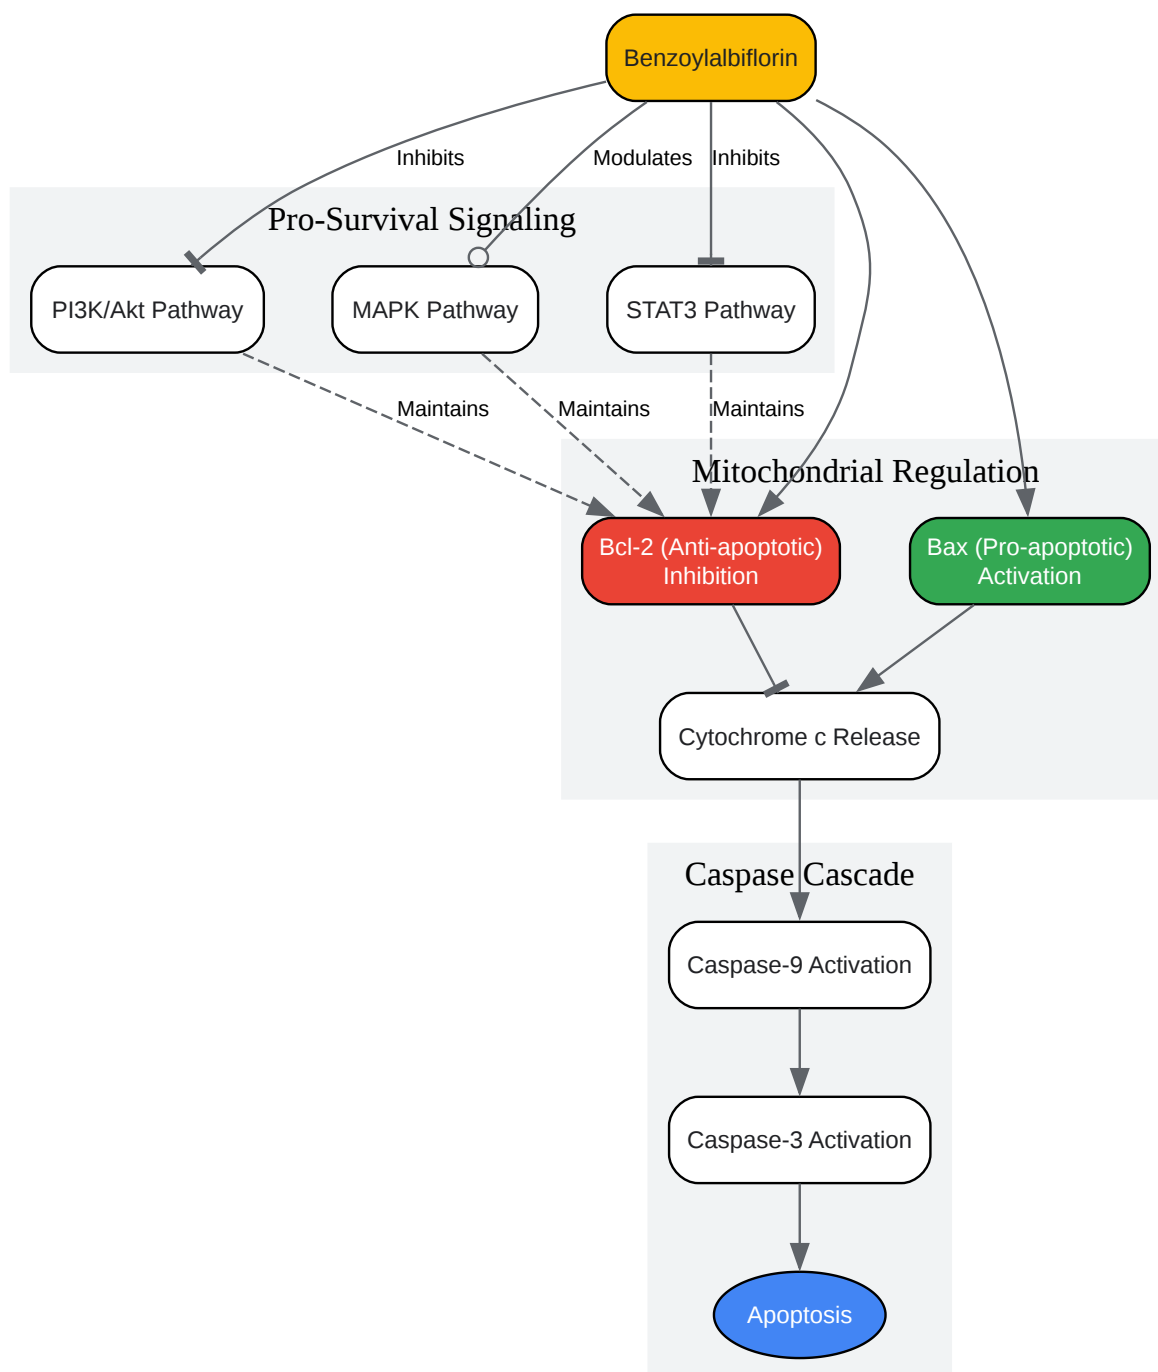 Benzoylalbiflorin
Inhibits
Modulates
Inhibits
Pro-Survival Signaling
PI3K/Akt Pathway
MAPK Pathway
STAT3 Pathway
Maintains
Maintains
Maintains
Mitochondrial Regulation
Bcl-2 (Anti-apoptotic)
Inhibition
Bax (Pro-apoptotic)
Activation
Cytochrome c Release
Caspase Cascade
Caspase-9 Activation
Caspase-3 Activation
Apoptosis